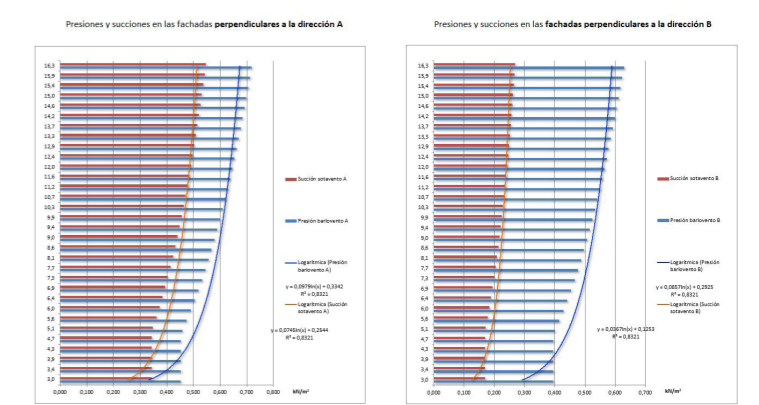 Presiones y succiones en las fachadas perpendiculares a la dirección A
16,3
15,9
15,4
15,0
14,6
14,2
13,7
13,3
12,9
12,4
12,0
11,6
11,2
10,7
10,3
9,9
9,4
9,0
8,6
8,1
7,7
7,3
6,9
6,4
6,0
5,6
5,1
4,7
4,3
3,9
3,4
3,0
0,000 0,100 0,200 0,300 0,400 0,500 0,600 0,700 0,800 kN/m²
Succión sotavento A
Presión barlovento A
Logarítmica (Presión
barlovento A)
y = 0,0979ln(x) + 0,3342
R² = 0,8321
Logarítmica (Succión
sotavento A)
y = 0,0745ln(x) + 0,2544
R² = 0,8321
Presiones y succiones en las fachadas perpendiculares a la dirección B
16,3
15,9
15,4
15,0
14,6
14,2
13,7
13,3
12,9
12,4
12,0
11,6
11,2
10,7
10,3
9,9
9,4
9,0
8,6
8,1
7,7
7,3
6,9
6,4
6,0
5,6
5,1
4,7
4,3
3,9
3,4
3,0
0,000 0,100 0,200 0,300 0,400 0,500 0,600 0,700 kN/m²
Succión sotavento B
Presión barlovento B
Logarítmica (Presión
barlovento B)
y = 0,0857ln(x) + 0,2925
R² = 0,8321
Logarítmica (Succión
sotavento B)
y = 0,0367ln(x) + 0,1253
R² = 0,8321